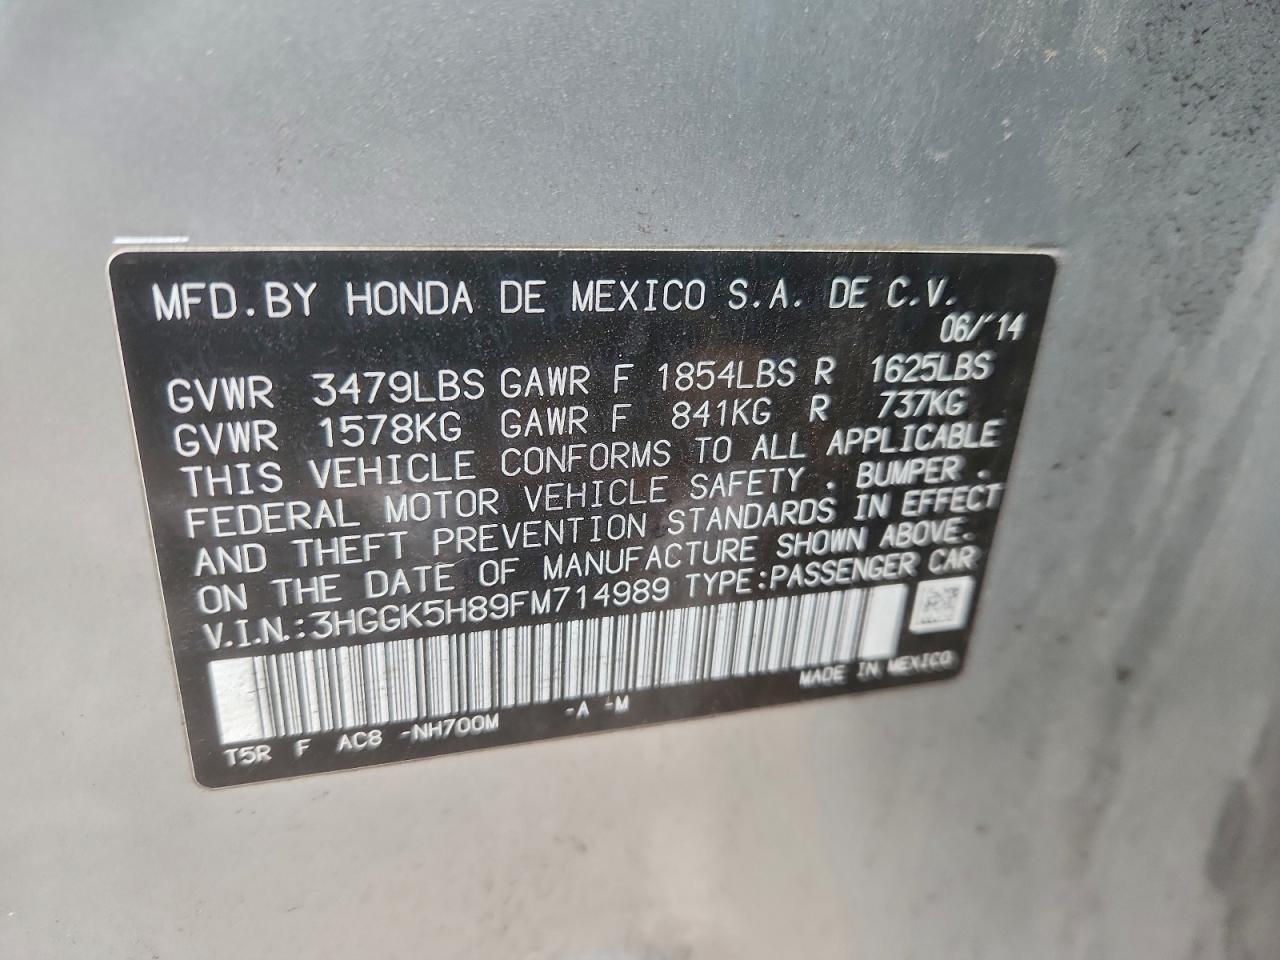 MFD.BY HONDA DE MEXICO S.A. DE C.V.
06/14
GVWR 3479LBS GAWR F 1854LBS R 1625LBS
GVWR 1578KG GAWR F 841KG R 737KG
THIS VEHICLE CONFORMS TO ALL APPLICABLE
FEDERAL MOTOR VEHICLE SAFETY, BUMPER,
AND THEFT PREVENTION STANDARDS IN EFFECT
ON THE DATE OF MANUFACTURE SHOWN ABOVE.
V.I.N.:3HGGK5H89FM714989 TYPE:PASSENGER CAR
MADE IN MEXICO
T5R F AC8 -NH700M -A -M